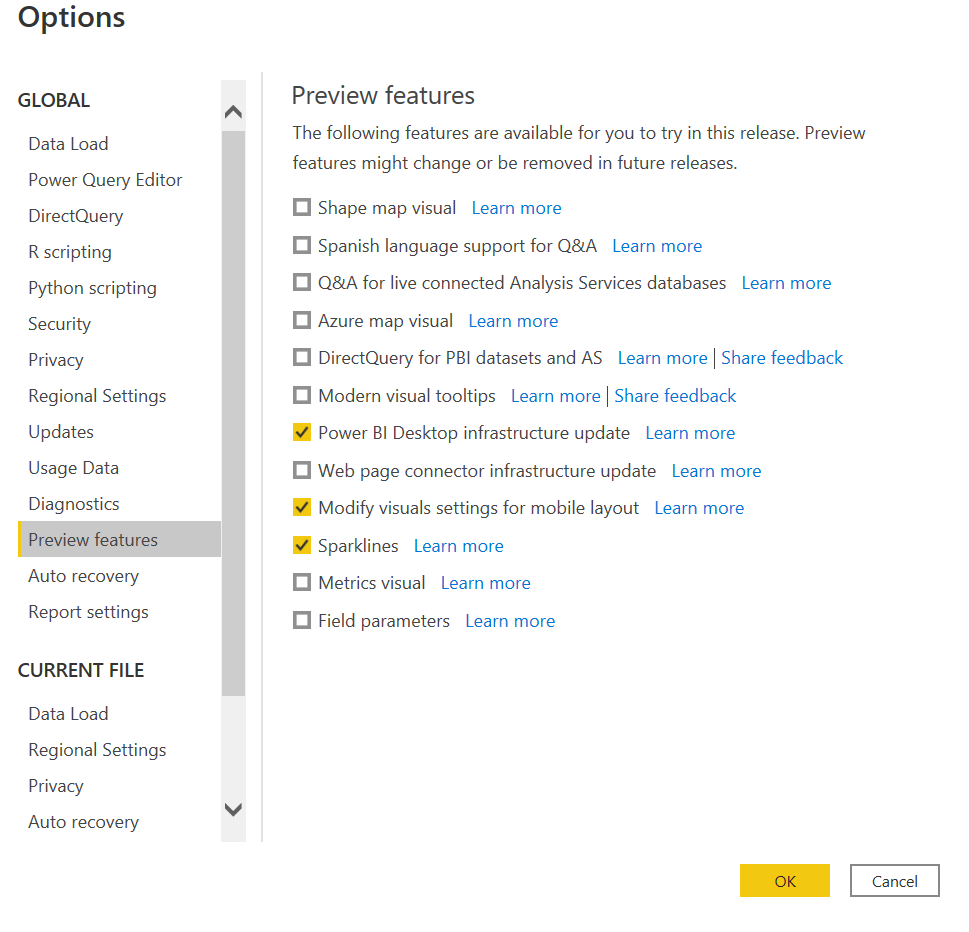 Options
GLOBAL
Data Load
Power Query Editor
DirectQuery
R scripting
Python scripting
Security
Privacy
Regional Settings
Updates
Usage Data
Diagnostics
Preview features
Auto recovery
Report settings
CURRENT FILE
Data Load
Regional Settings
Privacy
Auto recovery
Preview features
The following features are available for you to try in this release. Preview
features might change or be removed in future releases.
Shape map visual Learn more
Spanish language support for Q&A Learn more
Q&A for live connected Analysis Services databases Learn more
Azure map visual Learn more
DirectQuery for PBI datasets and AS Learn more | Share feedback
Modern visual tooltips Learn more | Share feedback
Power BI Desktop infrastructure update Learn more
Web page connector infrastructure update Learn more
Modify visuals settings for mobile layout Learn more
Sparklines Learn more
Metrics visual Learn more
Field parameters Learn more
OK Cancel